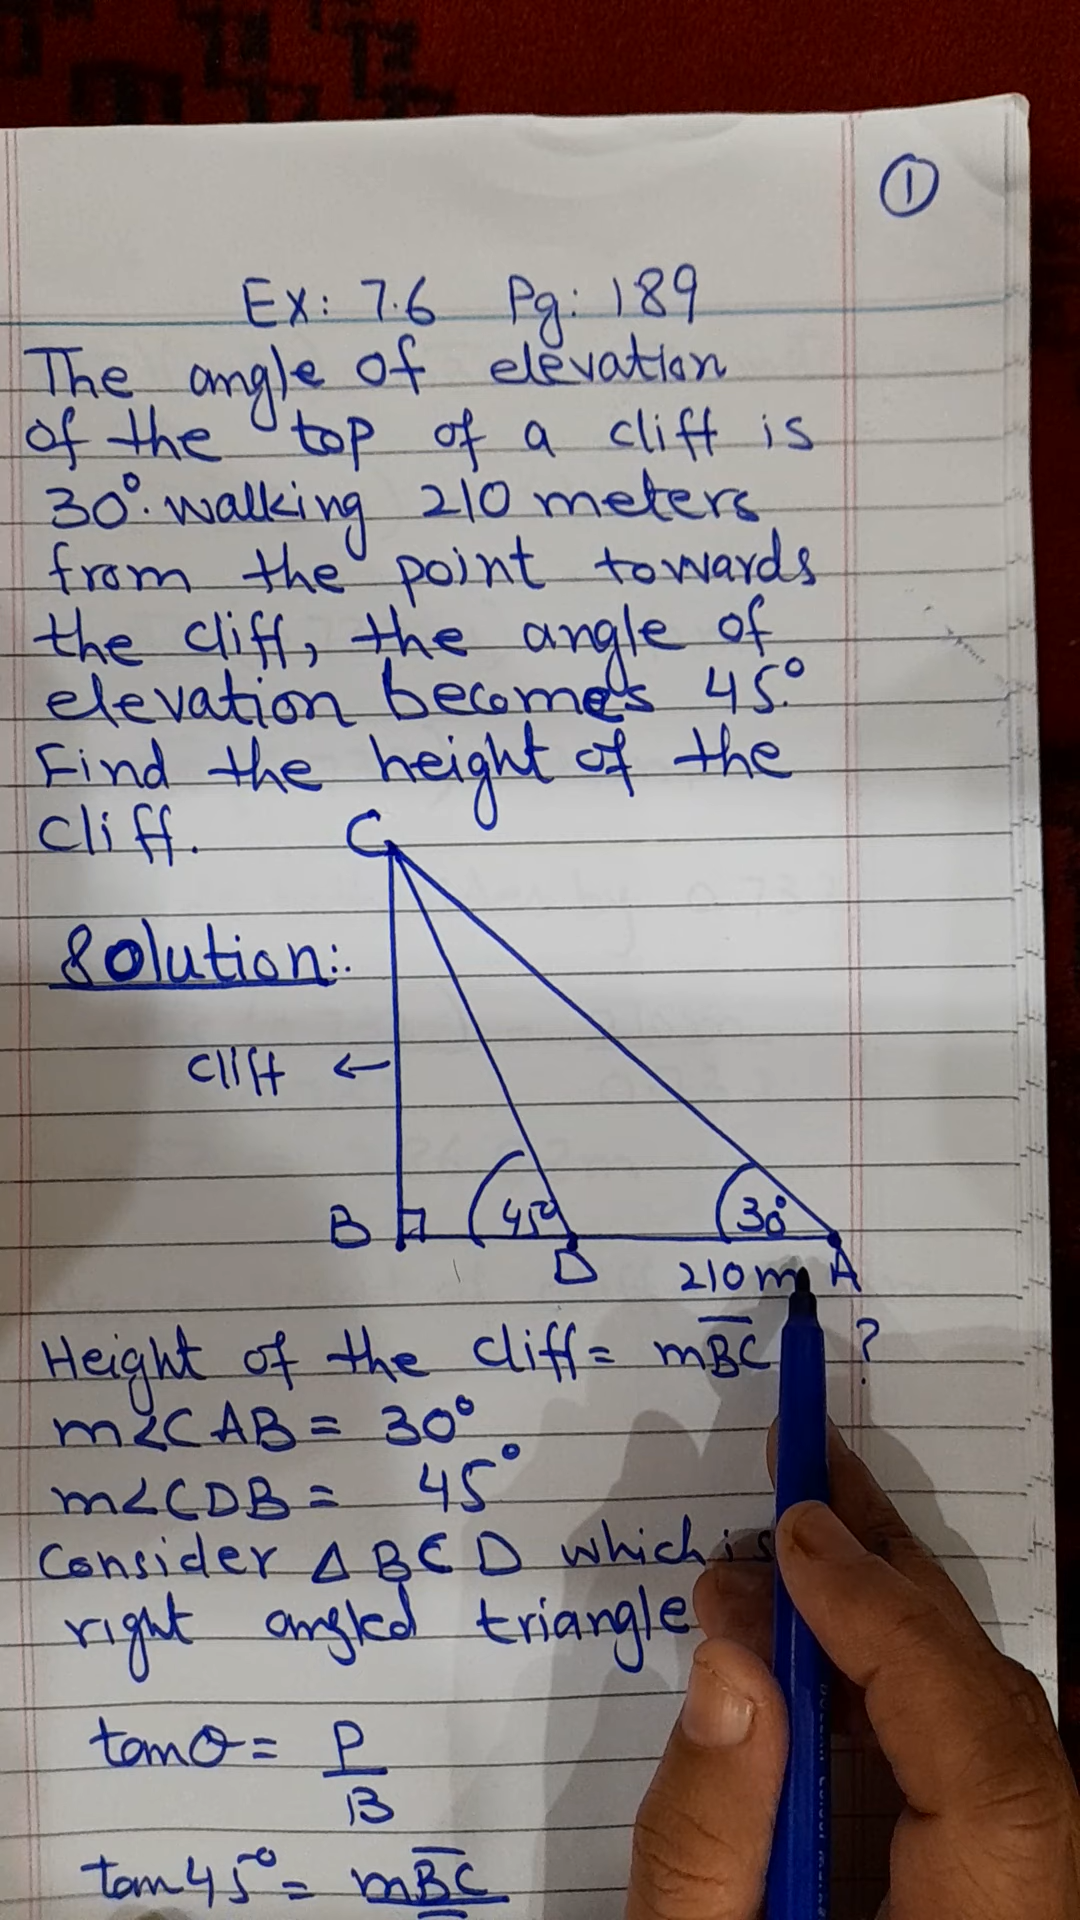 ①
Ex: 7.6 Pg: 189
The angle of elevation
of the top of a cliff is
30°. walking 210 meters
from the point towards
the cliff, the angle of
elevation becomes 45.°
Find the height of the
cliff.
C
Solution:.
cliff ←
B 45° 30°
D 210 m A
Height of the cliff = mBC ?
m∠CAB = 30°
m∠CDB = 45°
Consider △ BCD which is
right angled triangle
tanθ = P
B
tan45° = mBC